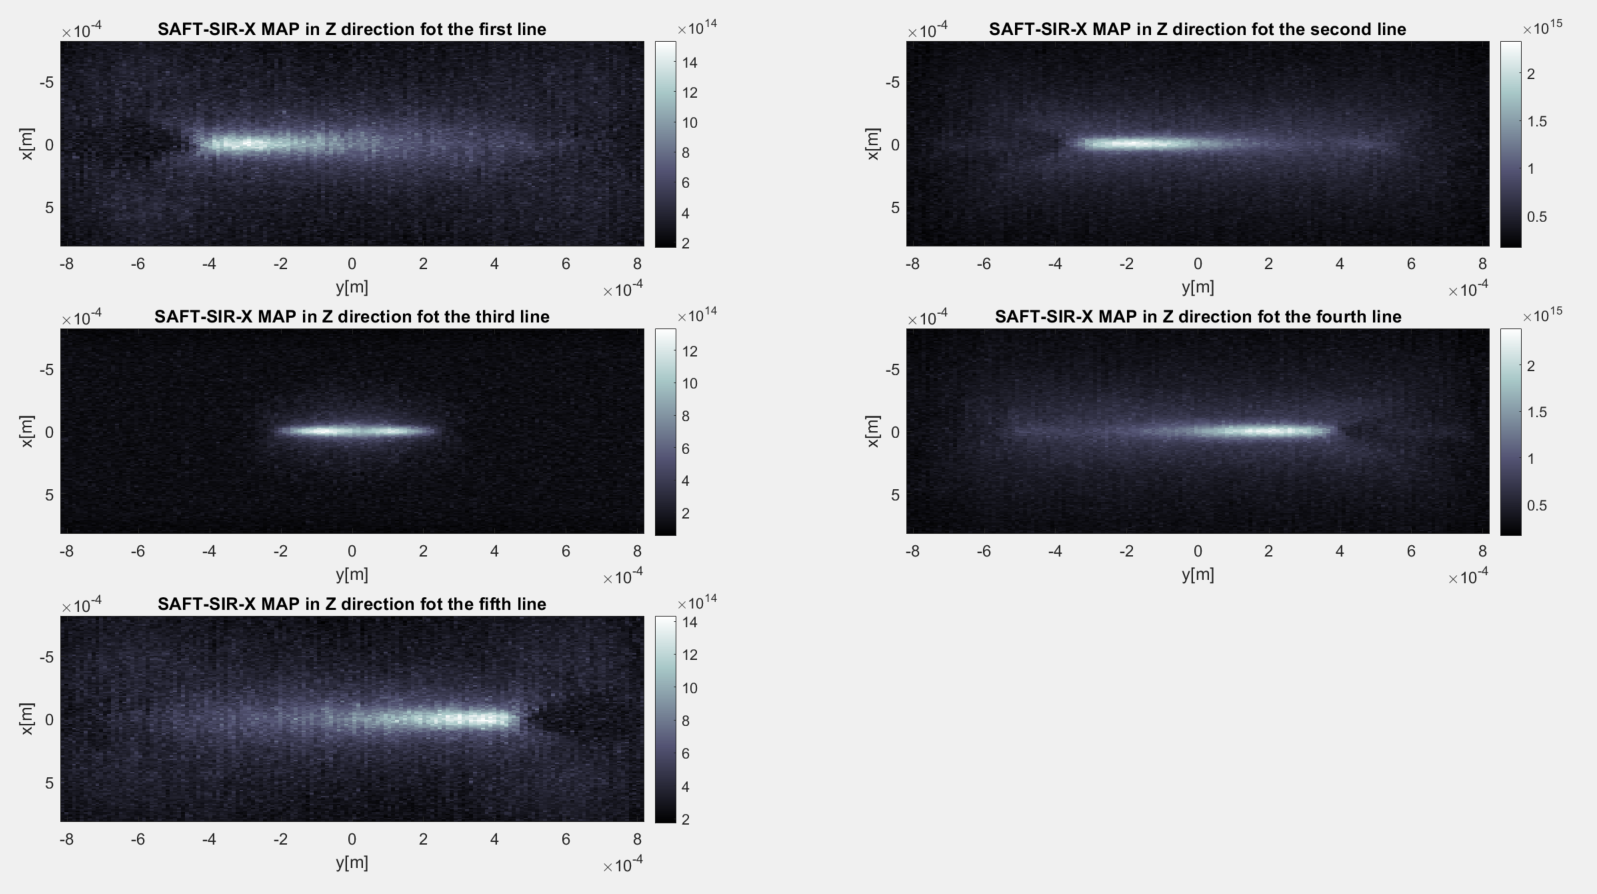 SAFT-SIR-X MAP in Z direction fot the first line
×10-4
×1014
-5
0
5
x[m]
-8 -6 -4 -2 0 2 4 6 8
y[m]
×10-4
14
12
10
8
6
4
2
SAFT-SIR-X MAP in Z direction fot the second line
×10-4
×1015
-5
0
5
x[m]
-8 -6 -4 -2 0 2 4 6 8
y[m]
×10-4
2
1.5
1
0.5
SAFT-SIR-X MAP in Z direction fot the third line
×10-4
×1014
-5
0
5
x[m]
-8 -6 -4 -2 0 2 4 6 8
y[m]
×10-4
12
10
8
6
4
2
SAFT-SIR-X MAP in Z direction fot the fourth line
×10-4
×1015
-5
0
5
x[m]
-8 -6 -4 -2 0 2 4 6 8
y[m]
×10-4
2
1.5
1
0.5
SAFT-SIR-X MAP in Z direction fot the fifth line
×10-4
×1014
-5
0
5
x[m]
-8 -6 -4 -2 0 2 4 6 8
y[m]
×10-4
14
12
10
8
6
4
2